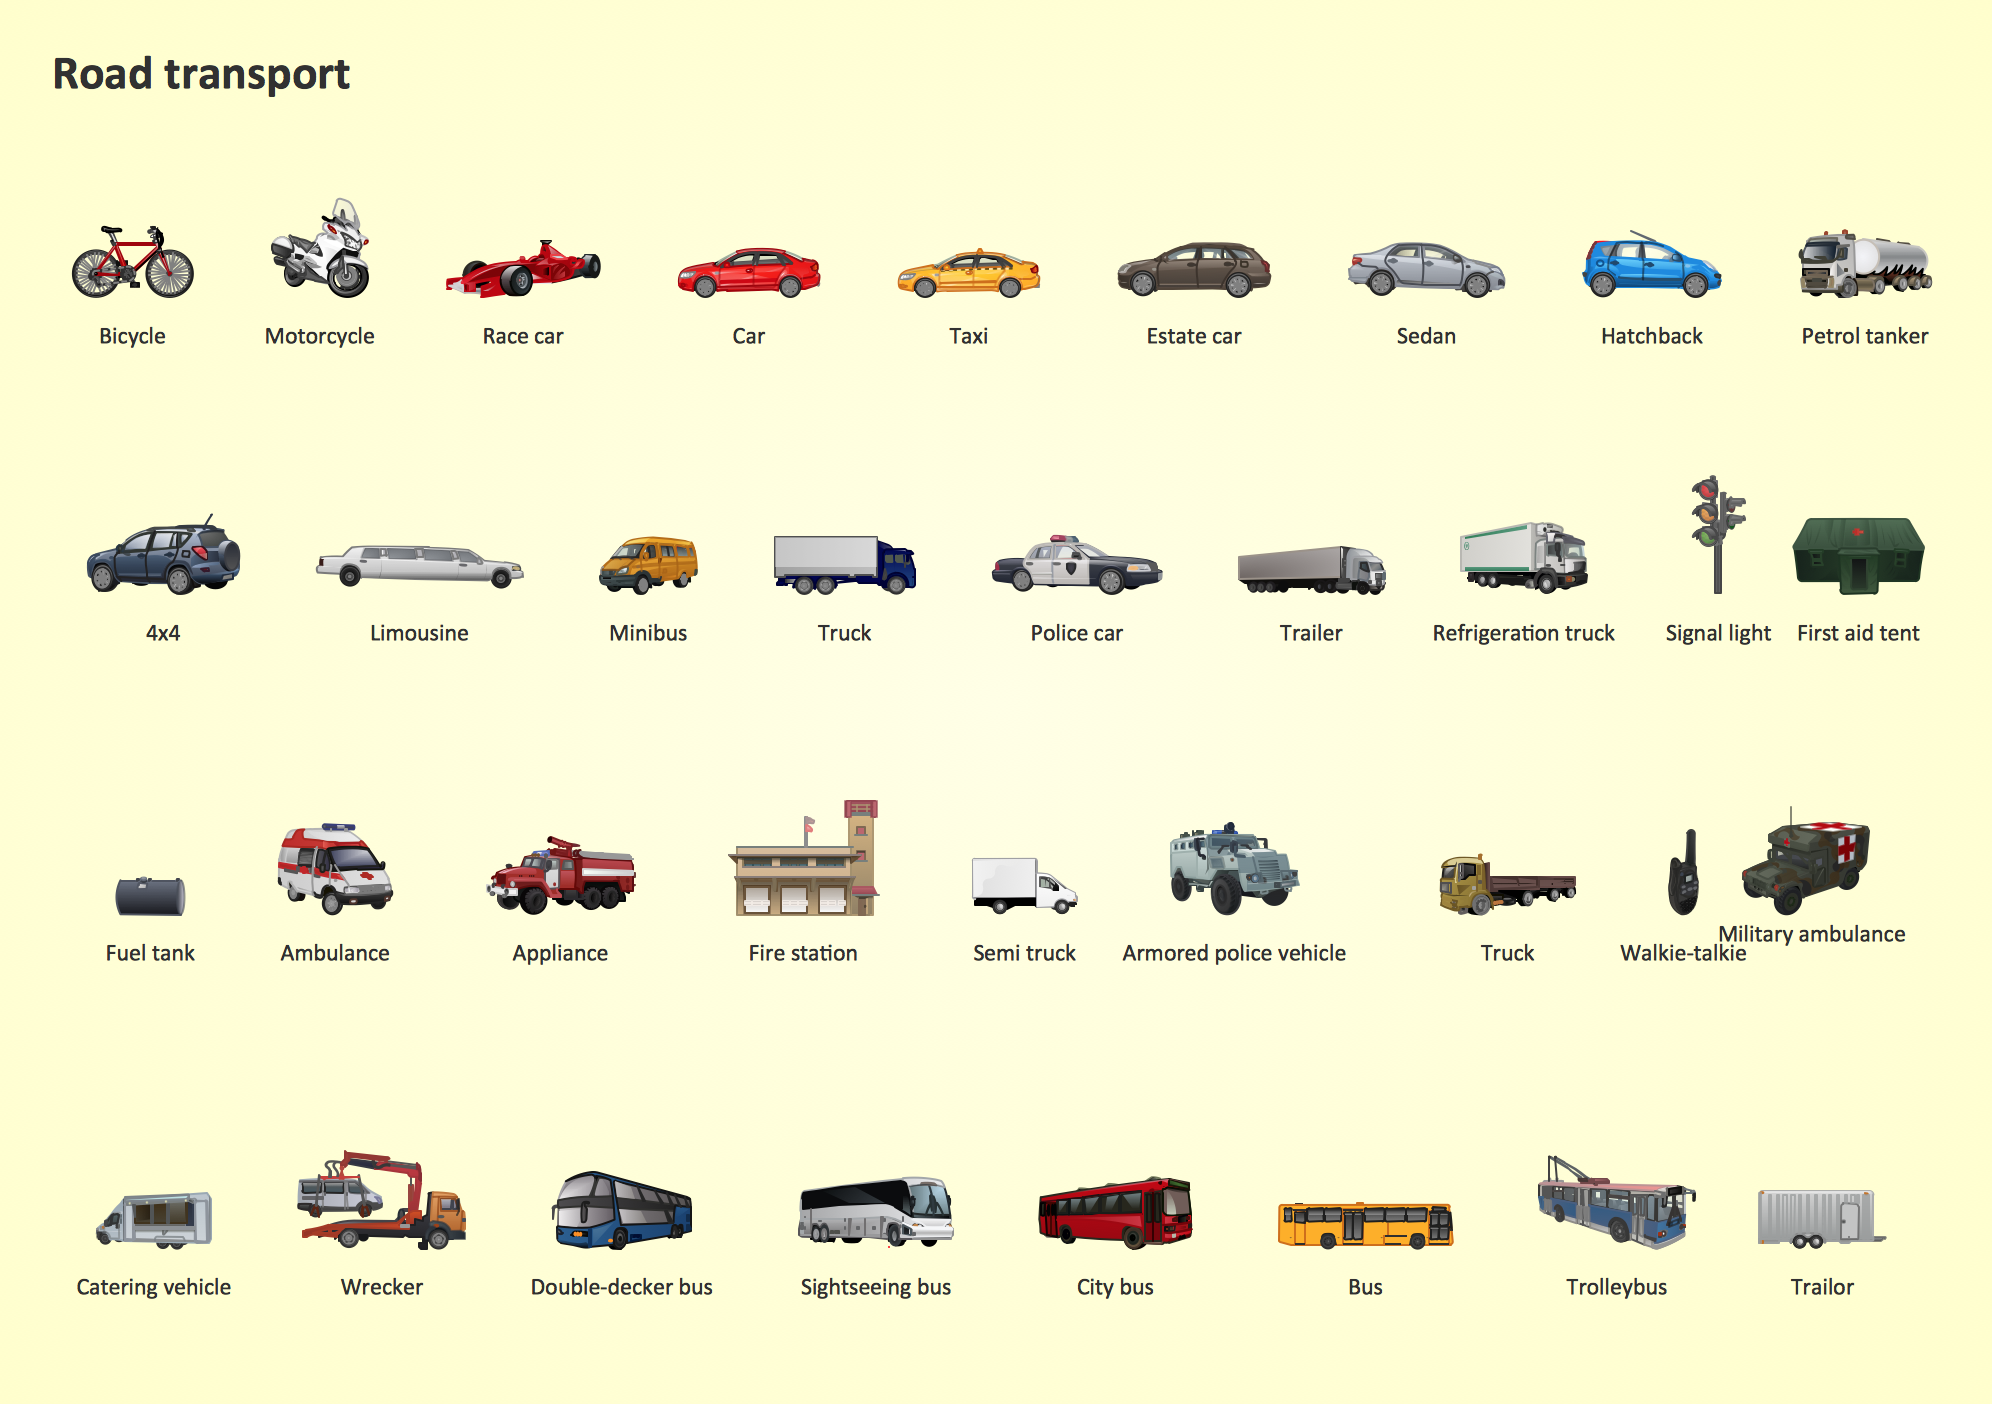 Road transport
Bicycle
Motorcycle
Race car
Car
Taxi
Estate car
Sedan
Hatchback
Petrol tanker
4x4
Limousine
Minibus
Truck
Police car
Trailer
Refrigeration truck
Signal light
First aid tent
Fuel tank
Ambulance
Appliance
Fire station
Semi truck
Armored police vehicle
Truck
Walkie-talkie
Military ambulance
Catering vehicle
Wrecker
Double-decker bus
Sightseeing bus
City bus
Bus
Trolleybus
Trailor